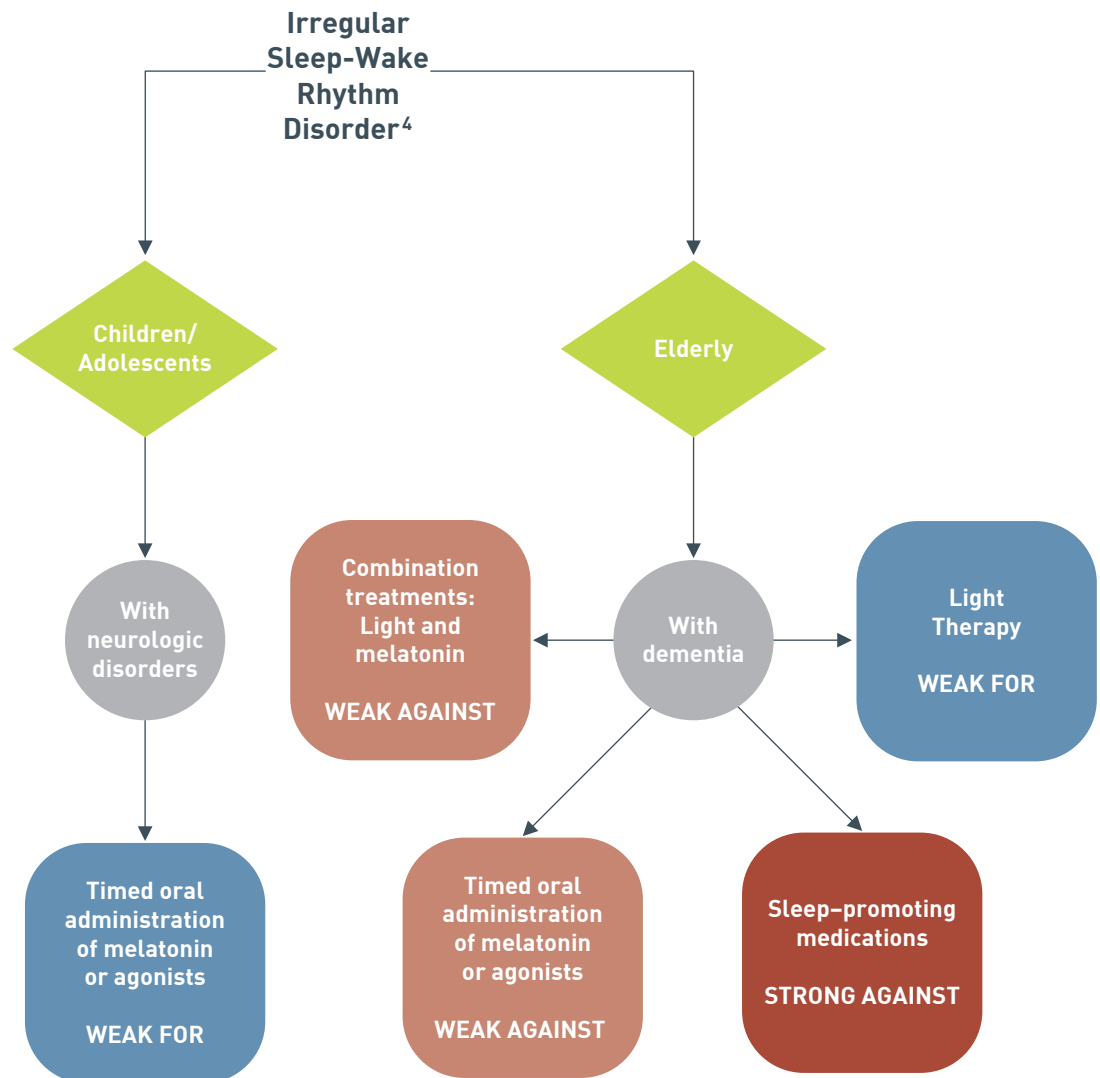 Irregular
Sleep-Wake
Rhythm
Disorder⁴
Children/
Adolescents
Elderly
With
neurologic
disorders
Combination
treatments:
Light and
melatonin
WEAK AGAINST
With
dementia
Light
Therapy
WEAK FOR
Timed oral
administration
of melatonin
or agonists
WEAK FOR
Timed oral
administration
of melatonin
or agonists
WEAK AGAINST
Sleep–promoting
medications
STRONG AGAINST